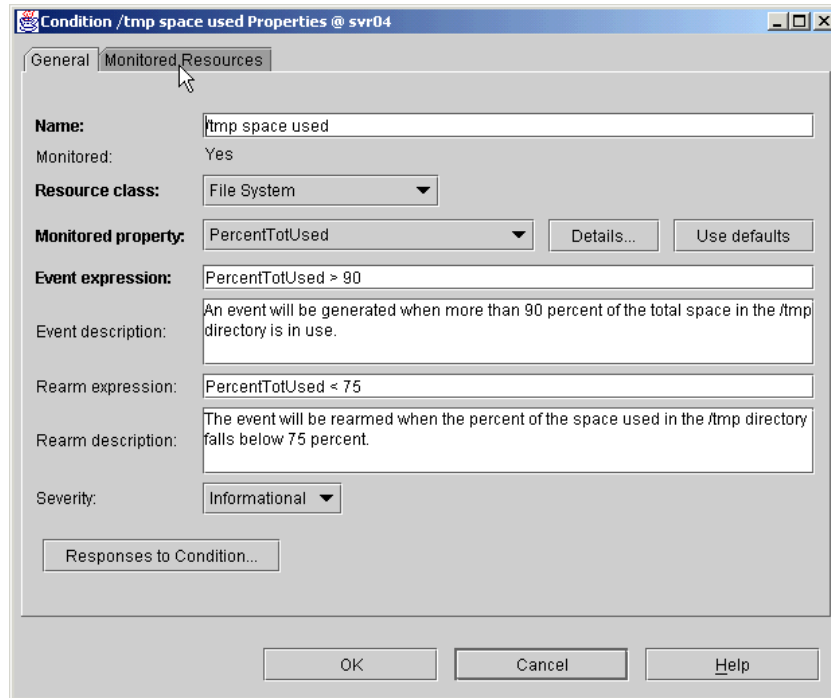 Condition /tmp space used Properties @ svr04
General Monitored Resources
Name: /tmp space used
Monitored: Yes
Resource class: File System
Monitored property: PercentTotUsed Details... Use defaults
Event expression: PercentTotUsed > 90
Event description: An event will be generated when more than 90 percent of the total space in the /tmp
directory is in use.
Rearm expression: PercentTotUsed < 75
Rearm description: The event will be rearmed when the percent of the space used in the /tmp directory
falls below 75 percent.
Severity: Informational
Responses to Condition...
OK Cancel Help